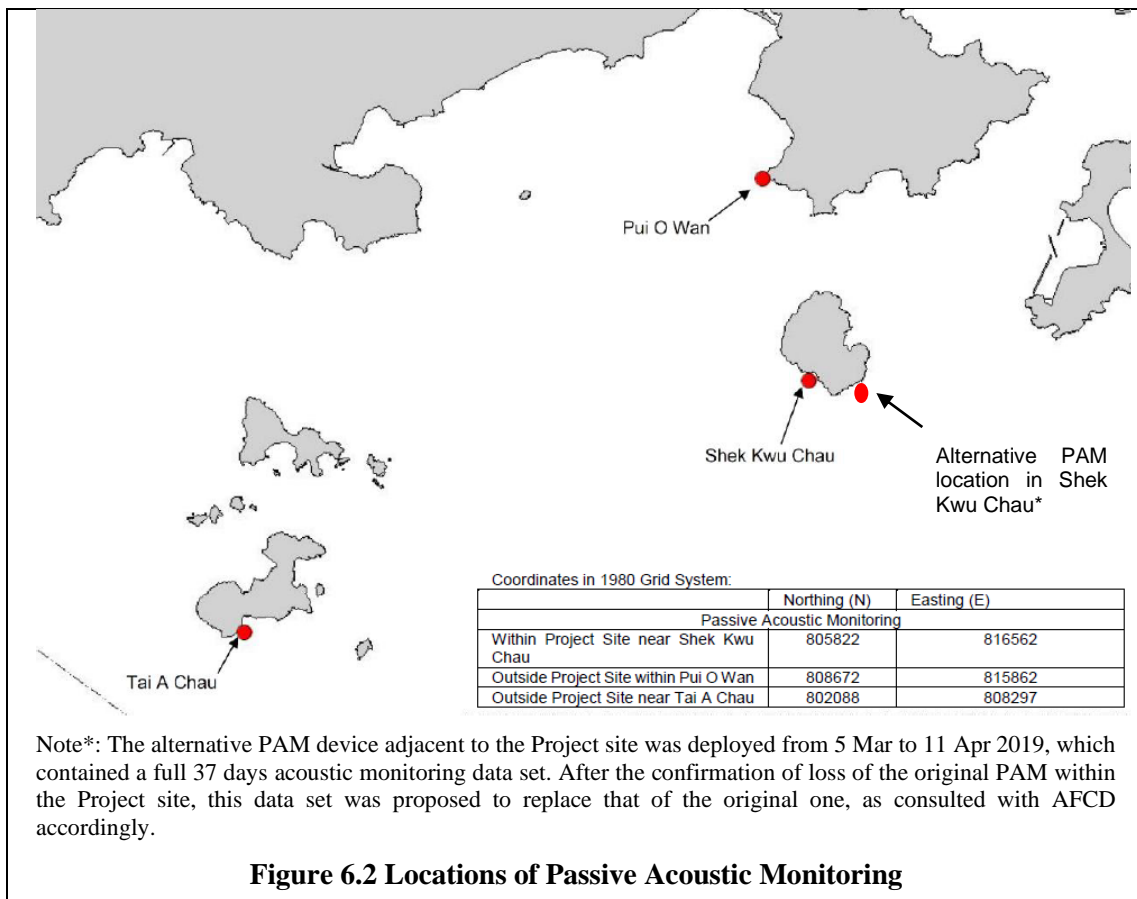 Pui O Wan
Shek Kwu Chau
Alternative PAM
location in Shek
Kwu Chau*
Tai A Chau
Coordinates in 1980 Grid System:
Northing (N) Easting (E)
Passive Acoustic Monitoring
Within Project Site near Shek Kwu 805822 816562
Chau
Outside Project Site within Pui O Wan 808672 815862
Outside Project Site near Tai A Chau 802088 808297
Note*: The alternative PAM device adjacent to the Project site was deployed from 5 Mar to 11 Apr 2019, which
contained a full 37 days acoustic monitoring data set. After the confirmation of loss of the original PAM within
the Project site, this data set was proposed to replace that of the original one, as consulted with AFCD
accordingly.
Figure 6.2 Locations of Passive Acoustic Monitoring